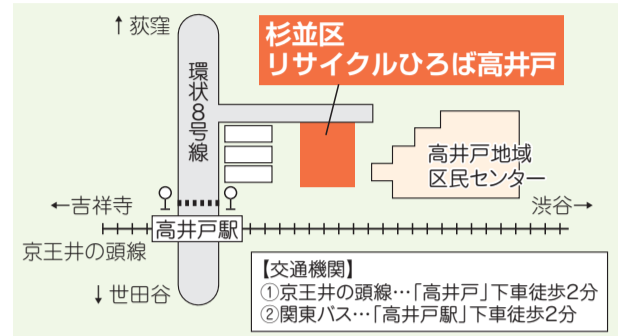 ↑荻窪
杉並区
リサイクルひろば高井戸
環状8号線
高井戸地域
区民センター
←吉祥寺
渋谷→
高井戸駅
京王井の頭線
↓世田谷
【交通機関】
①京王井の頭線…「高井戸」下車徒歩2分
②関東バス…「高井戸駅」下車徒歩2分